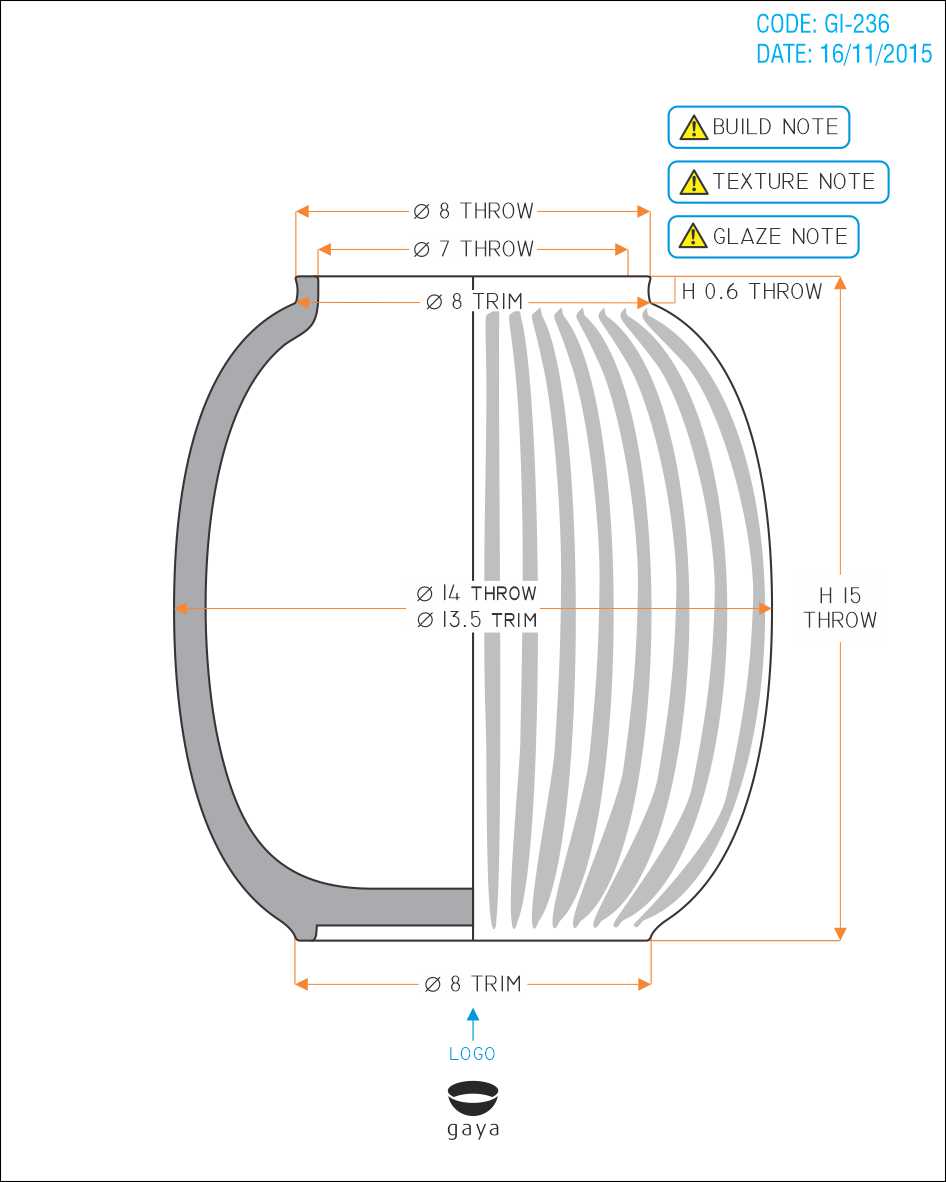 CODE: GI-236
DATE: 16/11/2015
BUILD NOTE
TEXTURE NOTE
GLAZE NOTE
⌀ 8 THROW
⌀ 7 THROW
⌀ 8 TRIM
H 0.6 THROW
⌀ 14 THROW
⌀ 13.5 TRIM
H 15
THROW
⌀ 8 TRIM
LOGO
gaya